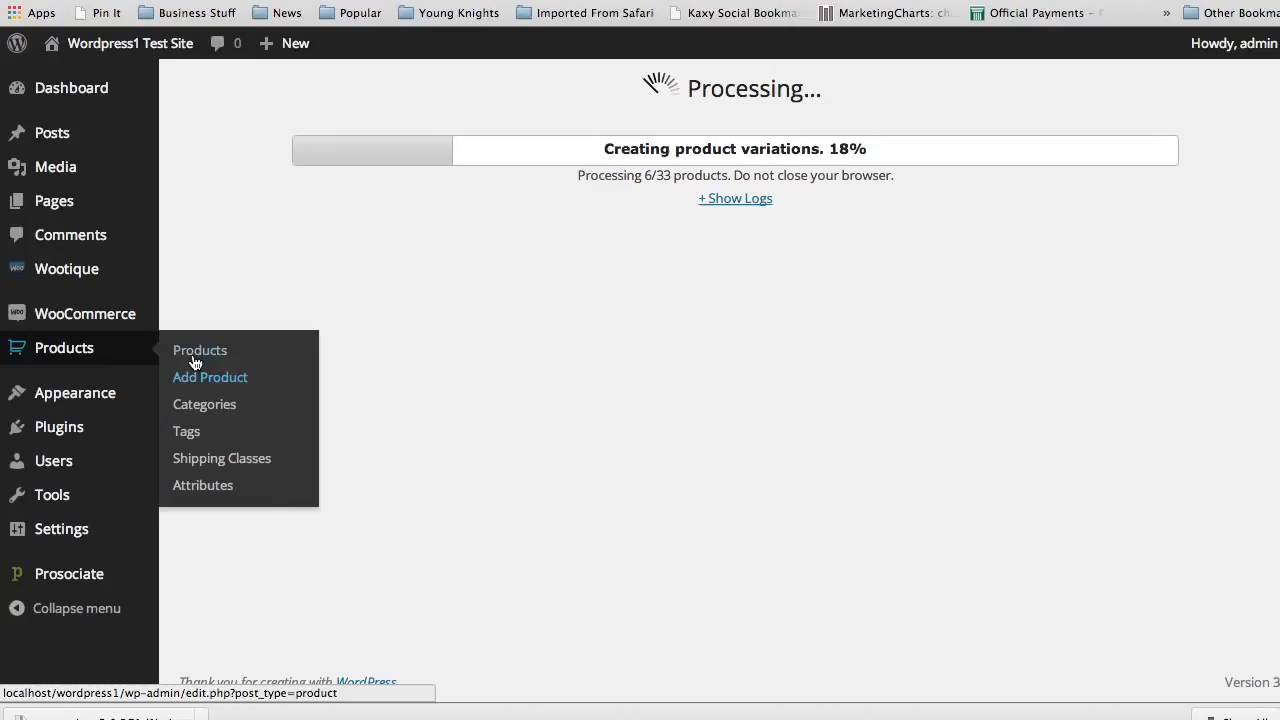 Apps Pin It Business Stuff News Popular Young Knights Imported From Safari Kaxy Social Bookma MarketingCharts: ch Official Payments – » Other Bookma
Wordpress1 Test Site 0 New Howdy, admin
Dashboard
Posts
Media
Pages
Comments
Wootique
WooCommerce
Products
Appearance
Plugins
Users
Tools
Settings
Prosociate
Collapse menu
Products
Add Product
Categories
Tags
Shipping Classes
Attributes
Processing...
Creating product variations. 18%
Processing 6/33 products. Do not close your browser.
+ Show Logs
Thank you for creating with WordPress Version 3
localhost/wordpress1/wp-admin/edit.php?post_type=product